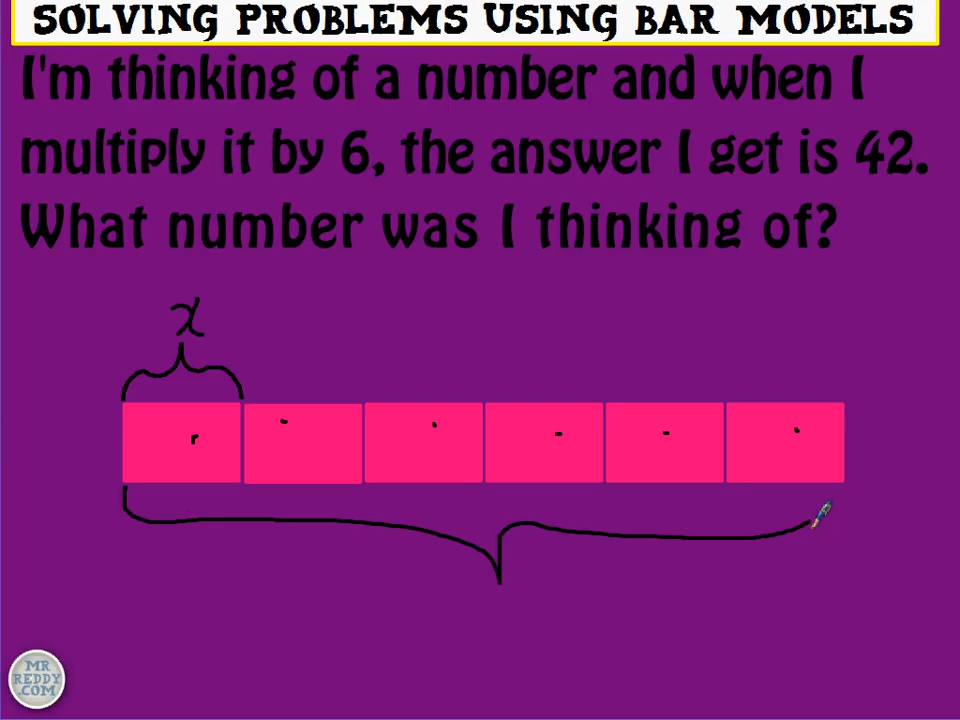 SOLVING PROBLEMS USING BAR MODELS
I'm thinking of a number and when I
multiply it by 6, the answer I get is 42.
What number was I thinking of?
x
MR
REDDY
.COM